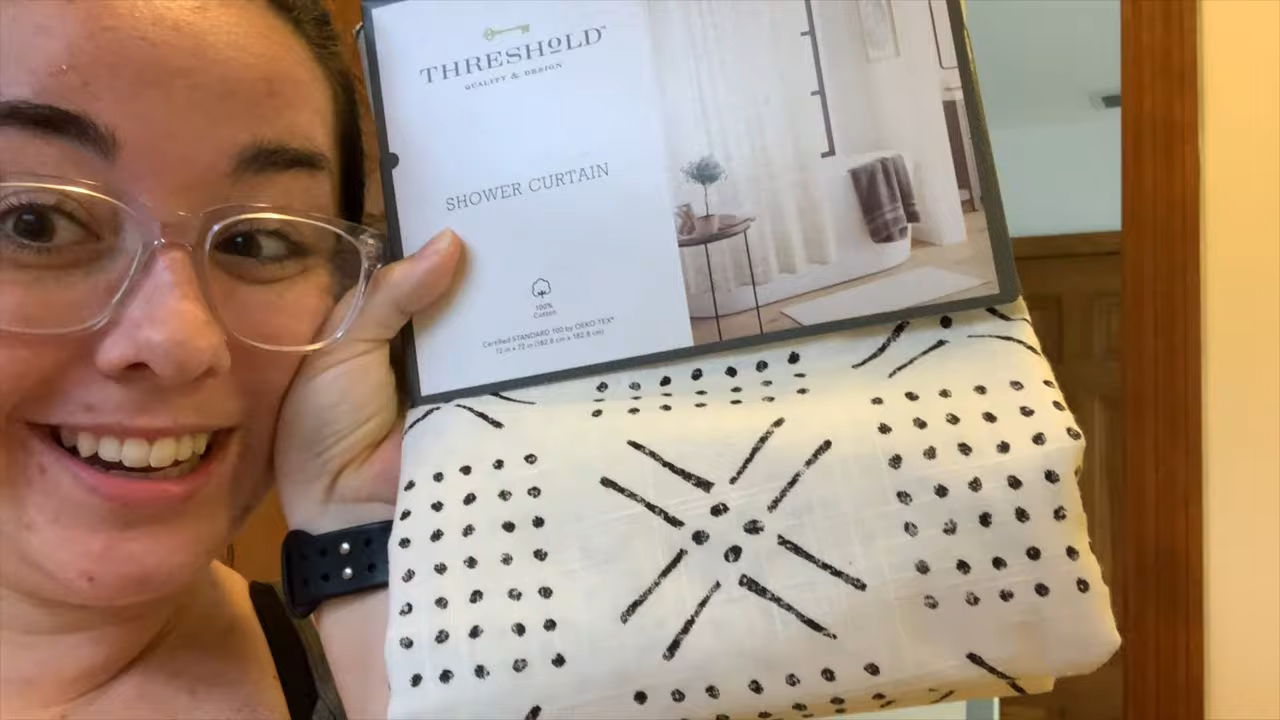 THRESHOLD™
QUALITY & DESIGN
SHOWER CURTAIN
100%
Cotton
Certified STANDARD 100 by OEKO-TEX®
72 in x 72 in (182.8 cm x 182.8 cm)